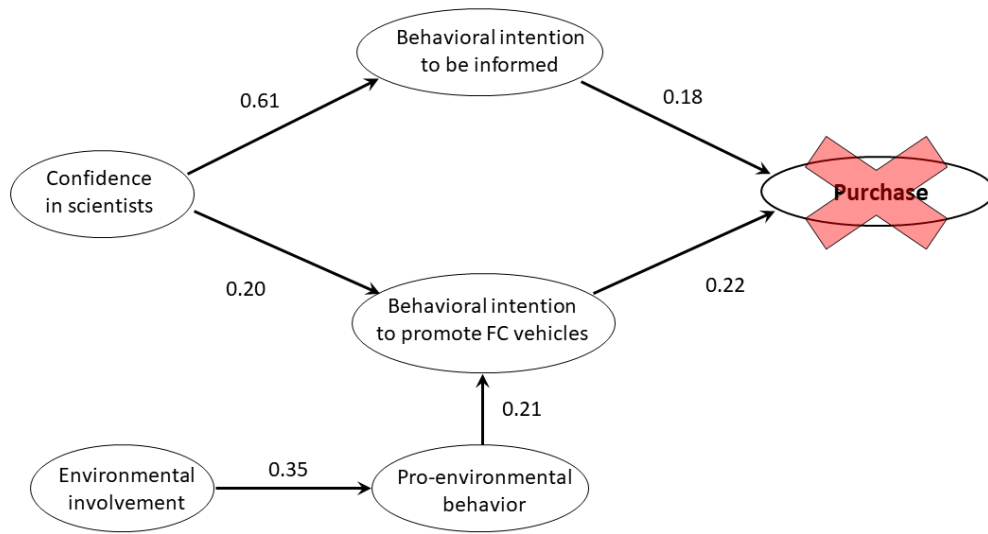 Behavioral intention
to be informed
0.61
0.18
Confidence
in scientists
Purchase
0.20
0.22
Behavioral intention
to promote FC vehicles
0.21
Environmental
involvement
0.35
Pro-environmental
behavior